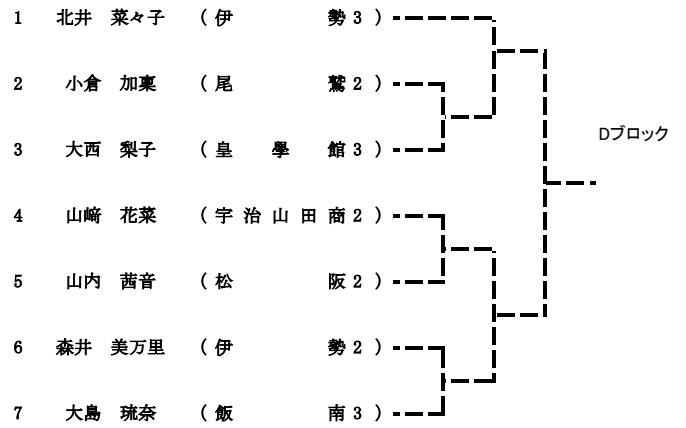 1 北井 菜々子 ( 伊 勢 3 )
2 小倉 加菓 ( 尾 鷲 2 )
Dブロック
3 大西 梨子 ( 皇 學 館 3 )
4 山﨑 花菜 ( 宇 治 山 田 商 2 )
5 山内 茜音 ( 松 阪 2 )
6 森井 美万里 ( 伊 勢 2 )
7 大島 琉奈 ( 飯 南 3 )